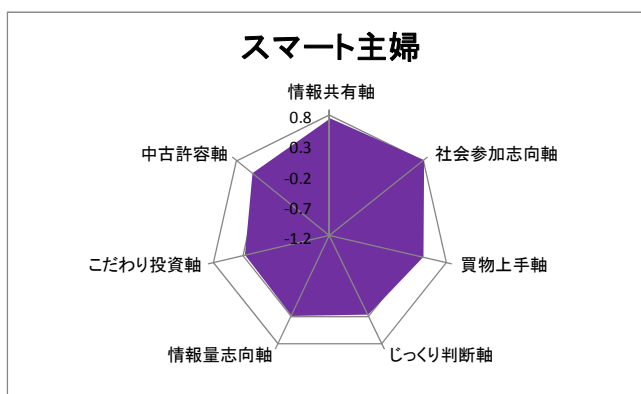 スマート主婦
情報共有軸
0.8
0.3
-0.2
-0.7
-1.2
社会参加志向軸
買物上手軸
じっくり判断軸
情報量志向軸
こだわり投資軸
中古許容軸